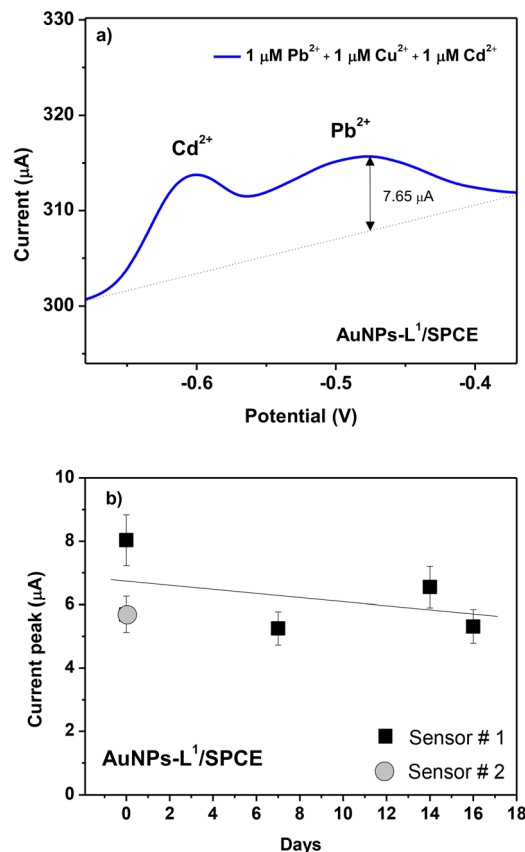 a)
1 μM Pb²⁺ + 1 μM Cu²⁺ + 1 μM Cd²⁺
330
320
310
300
Current (μA)
Cd²⁺
Pb²⁺
7.65 μA
AuNPs-L¹/SPCE
-0.6
-0.5
-0.4
Potential (V)
b)
10
8
6
4
2
0
Current peak (μA)
Sensor # 1
Sensor # 2
AuNPs-L¹/SPCE
0 2 4 6 8 10 12 14 16 18
Days